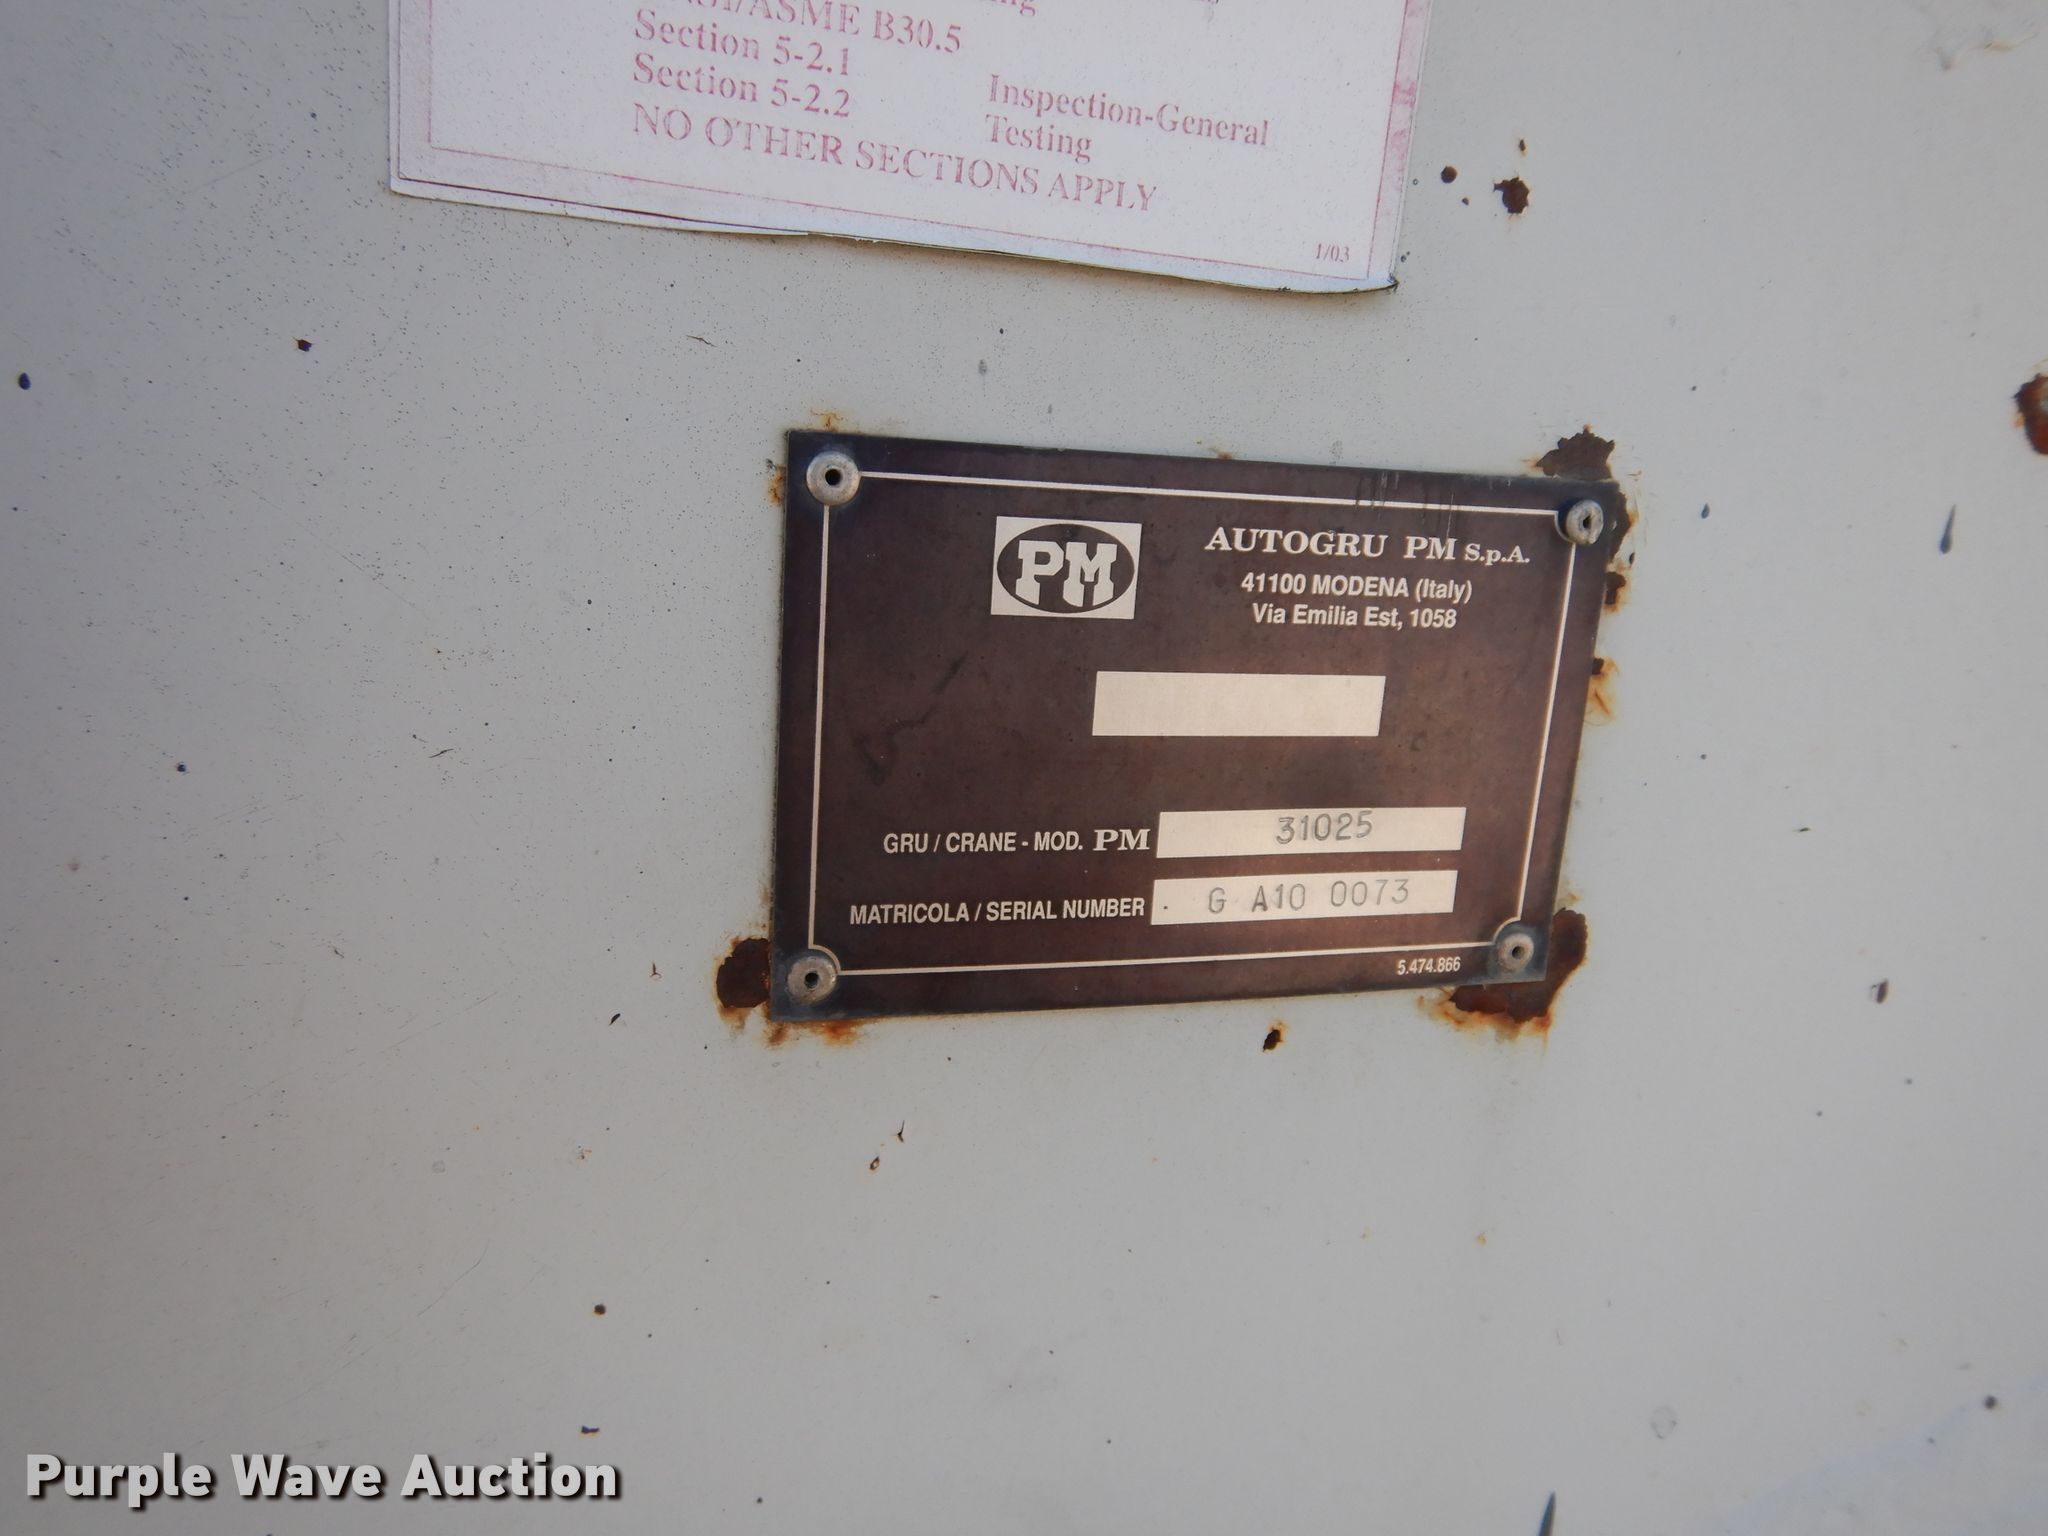 ASME B30.5
Section 5-2.1
Section 5-2.2
Inspection-General
Testing
NO OTHER SECTIONS APPLY
1/03
PM
AUTOGRU PM S.p.A.
41100 MODENA (Italy)
Via Emilia Est, 1058
GRU / CRANE - MOD. PM 31025
MATRICOLA / SERIAL NUMBER G A10 0073
5.474.866
Purple Wave Auction